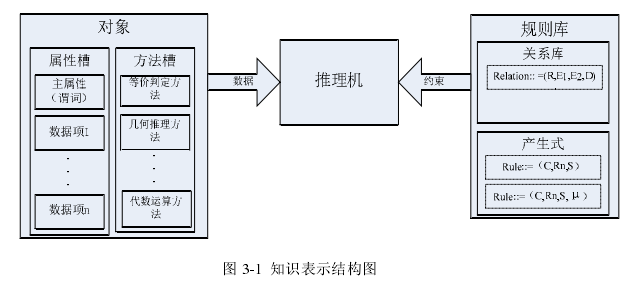 对象
属性槽
主属性
（谓词）
数据项1
数据项n
方法槽
等价判定方
法
几何推理方
法
代数运算方
法
数据
推理机
约束
规则库
关系库
Relation:: =(R,E1,E2,D)
产生式
Rule::=（C,Rn,S）
Rule::=（C,Rn,S, μ）
图 3-1 知识表示结构图